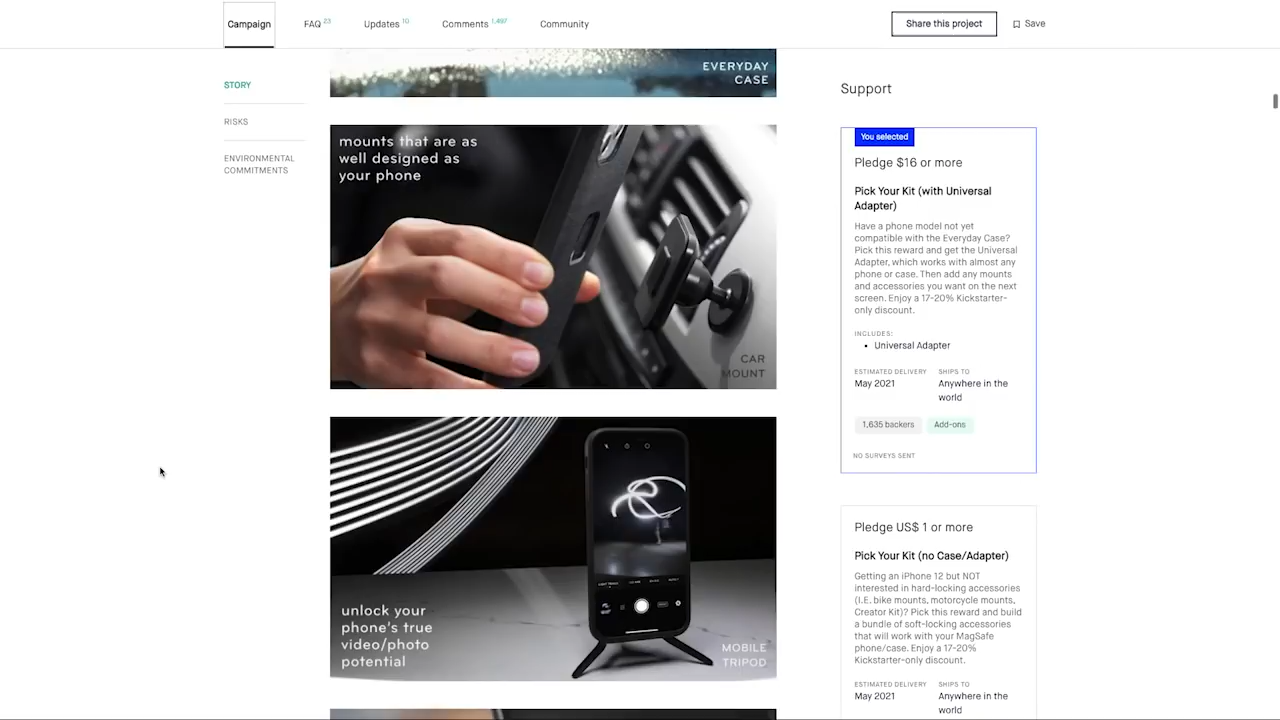 Campaign
FAQ 23
Updates 10
Comments 1,497
Community
Share this project
Save
STORY
RISKS
ENVIRONMENTAL
COMMITMENTS
EVERYDAY
CASE
mounts that are as
well designed as
your phone
CAR
MOUNT
unlock your
phone's true
video/photo
potential
MOBILE
TRIPOD
Support
You selected
Pledge $16 or more
Pick Your Kit (with Universal
Adapter)
Have a phone model not yet
compatible with the Everyday Case?
Pick this reward and get the Universal
Adapter, which works with almost any
phone or case. Then add any mounts
and accessories you want on the next
screen. Enjoy a 17-20% Kickstarter-
only discount.
INCLUDES:
• Universal Adapter
ESTIMATED DELIVERY SHIPS TO
May 2021 Anywhere in the
world
1,635 backers Add-ons
NO SURVEYS SENT
Pledge US$ 1 or more
Pick Your Kit (no Case/Adapter)
Getting an iPhone 12 but NOT
interested in hard-locking accessories
(I.E. bike mounts, motorcycle mounts,
Creator Kit)? Pick this reward and build
a bundle of soft-locking accessories
that will work with your MagSafe
phone/case. Enjoy a 17-20%
Kickstarter-only discount.
ESTIMATED DELIVERY SHIPS TO
May 2021 Anywhere in the
world